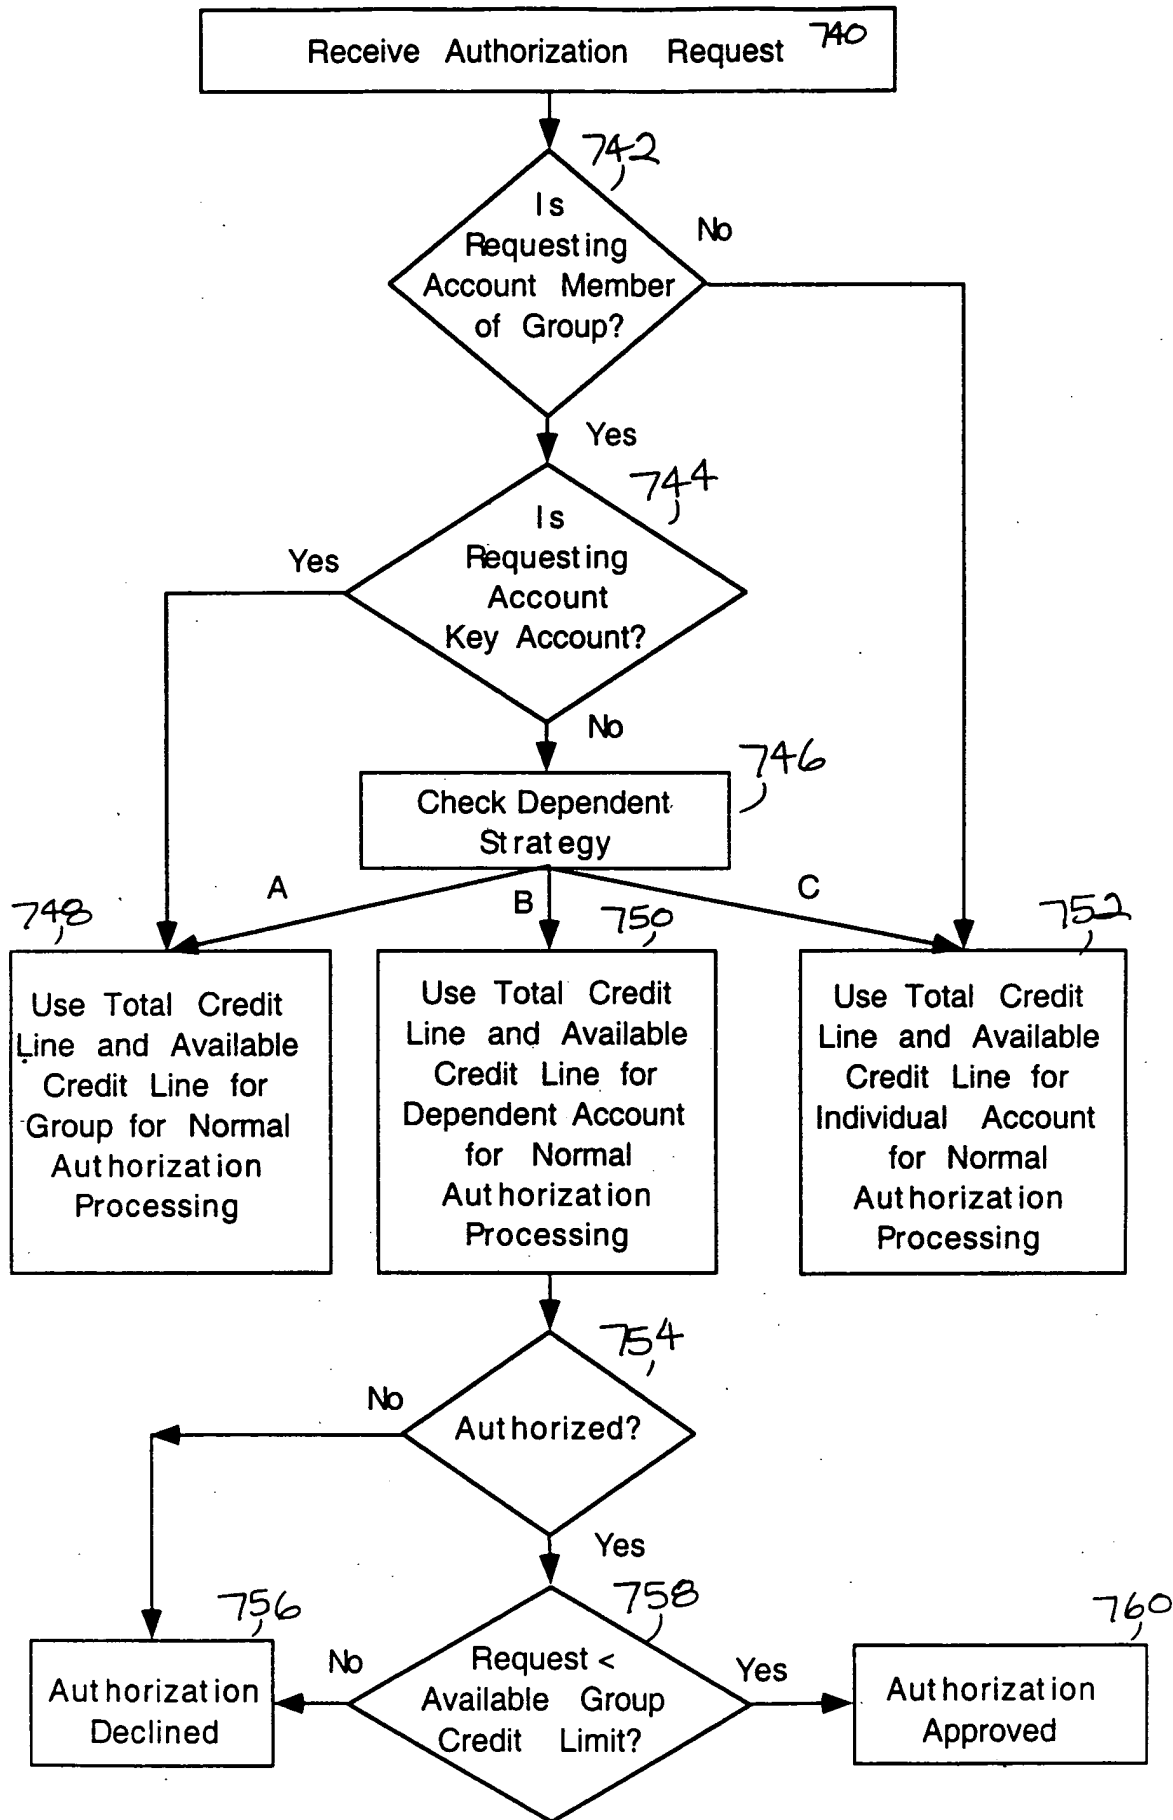 Receive Authorization Request 740
742
Is
Requesting
Account Member
of Group?
No
Yes
744
Is
Requesting
Account
Key Account?
Yes
No
746
Check Dependent
Strategy
A
B
C
748
Use Total Credit
Line and Available
Credit Line for
Group for Normal
Authorization
Processing
750
Use Total Credit
Line and Available
Credit Line for
Dependent Account
for Normal
Authorization
Processing
752
Use Total Credit
Line and Available
Credit Line for
Individual Account
for Normal
Authorization
Processing
754
Authorized?
No
Yes
756
Authorization
Declined
758
Request <
Available Group
Credit Limit?
No
Yes
760
Authorization
Approved